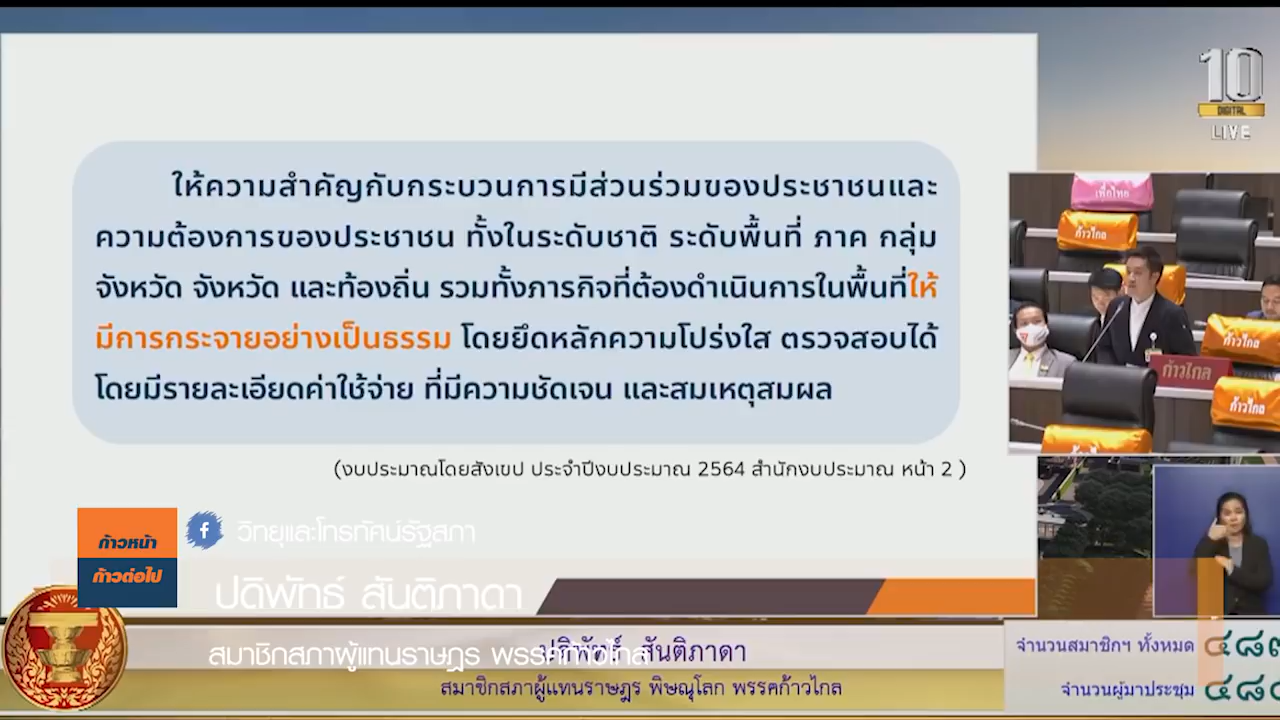 10
DIGITAL
LIVE
ให้ความสำคัญกับกระบวนการมีส่วนร่วมของประชาชนและ
ความต้องการของประชาชน ทั้งในระดับชาติ ระดับพื้นที่ ภาค กลุ่ม
จังหวัด จังหวัด และท้องถิ่น รวมทั้งภารกิจที่ต้องดำเนินการในพื้นที่ให้
มีการกระจายอย่างเป็นธรรม โดยยึดหลักความโปร่งใส ตรวจสอบได้
โดยมีรายละเอียดค่าใช้จ่าย ที่มีความชัดเจน และสมเหตุสมผล
(งบประมาณโดยสังเขป ประจำปีงบประมาณ 2564 สำนักงบประมาณ หน้า 2 )
เพื่อไทย
ก้าวไกล
ก้าวไกล
ก้าวไกล
ก้าวไกล
ก้าวหน้า
ก้าวต่อไป
วิทยุและโทรทัศน์รัฐสภา
ปดิพัทธ์ สันติภาดา
สมาชิกสภาผู้แทนราษฎร พรรคก้าวไกล
ปดิพัทธ์ สันติภาดา
สมาชิกสภาผู้แทนราษฎร พิษณุโลก พรรคก้าวไกล
จำนวนสมาชิกฯ ทั้งหมด ๔๘๗
จำนวนผู้มาประชุม ๔๘